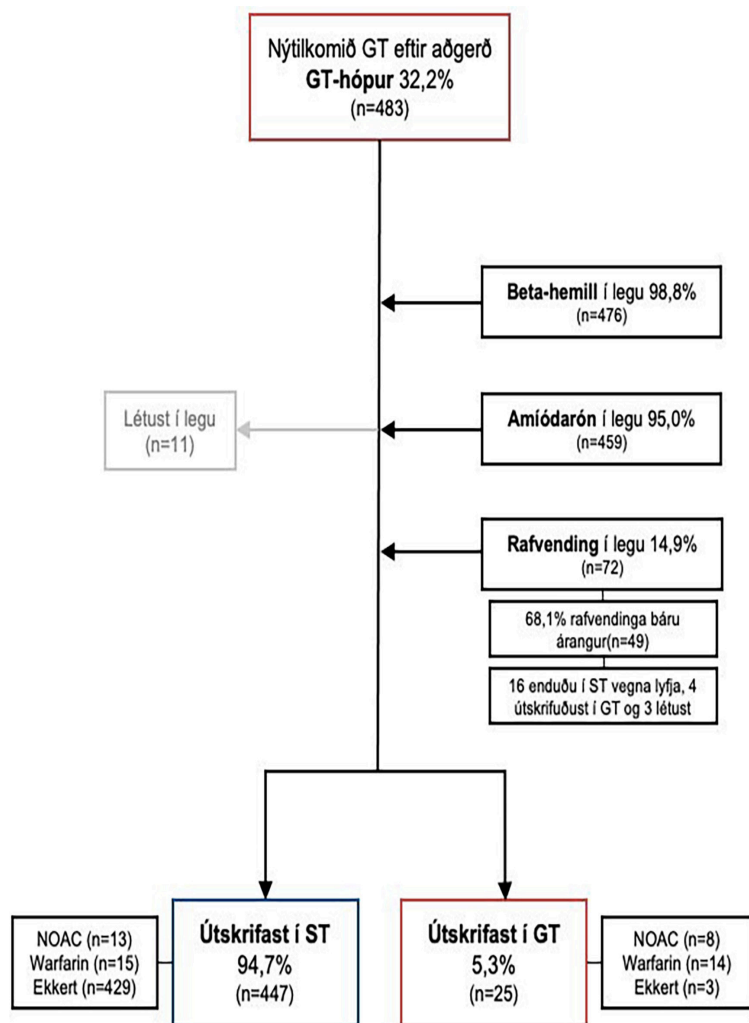 Nýtilkomið GT eftir aðgerð
GT-hópur 32,2%
(n=483)
Beta-hemill í legu 98,8%
(n=476)
Létust í legu
(n=11)
Amíódarón í legu 95,0%
(n=459)
Rafvending í legu 14,9%
(n=72)
68,1% rafvendinga báru
árangur(n=49)
16 enduðu í ST vegna lyfja, 4
útskrifuðust í GT og 3 létust
NOAC (n=13)
Warfarin (n=15)
Ekkert (n=429)
Útskrifast í ST
94,7%
(n=447)
Útskrifast í GT
5,3%
(n=25)
NOAC (n=8)
Warfarin (n=14)
Ekkert (n=3)